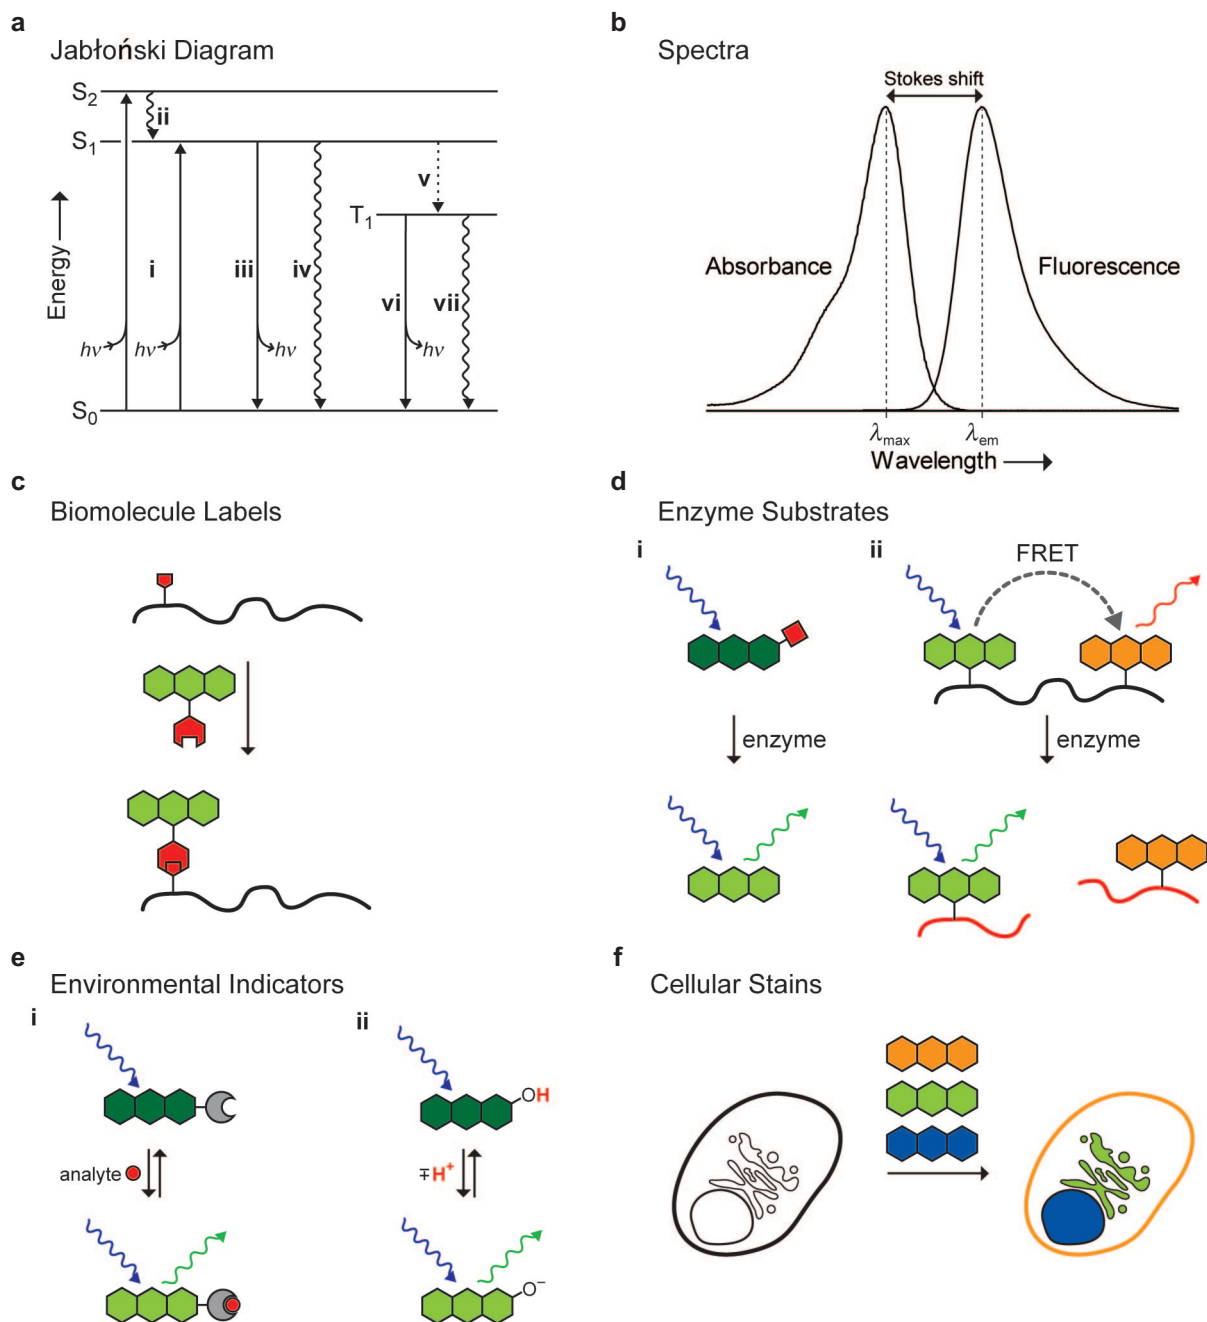 a
Jabłoński Diagram
S2
ii
S1
v
T1
Energy
i
iii
iv
vi
vii
hν
hν
hν
hν
S0
b
Spectra
Stokes shift
Absorbance
Fluorescence
λmax
λem
Wavelength
c
Biomolecule Labels
d
Enzyme Substrates
i
ii
FRET
enzyme
enzyme
e
Environmental Indicators
i
ii
OH
analyte
∓H+
O−
f
Cellular Stains